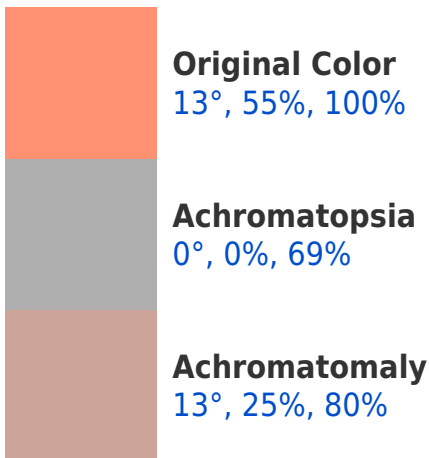 Original Color
13°, 55%, 100%
Achromatopsia
0°, 0%, 69%
Achromatomaly
13°, 25%, 80%